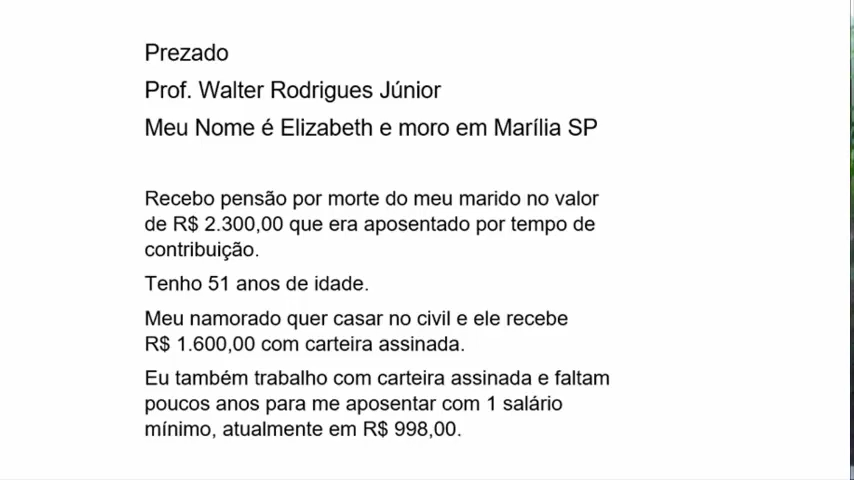 Prezado
Prof. Walter Rodrigues Júnior
Meu Nome é Elizabeth e moro em Marília SP
Recebo pensão por morte do meu marido no valor
de R$ 2.300,00 que era aposentado por tempo de
contribuição.
Tenho 51 anos de idade.
Meu namorado quer casar no civil e ele recebe
R$ 1.600,00 com carteira assinada.
Eu também trabalho com carteira assinada e faltam
poucos anos para me aposentar com 1 salário
mínimo, atualmente em R$ 998,00.